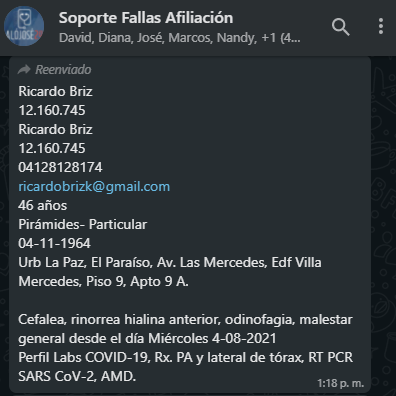 Soporte Fallas Afiliación
David, Diana, José, Marcos, Nandy, +1 (4...
ALÓJOSÉ
Reenviado
Ricardo Briz
12.160.745
Ricardo Briz
12.160.745
04128128174
ricardobrizk@gmail.com
46 años
Pirámides- Particular
04-11-1964
Urb La Paz, El Paraíso, Av. Las Mercedes, Edf Villa
Mercedes, Piso 9, Apto 9 A.
Cefalea, rinorrea hialina anterior, odinofagia, malestar
general desde el día Miércoles 4-08-2021
Perfil Labs COVID-19, Rx. PA y lateral de tórax, RT PCR
SARS CoV-2, AMD.
1:18 p. m.